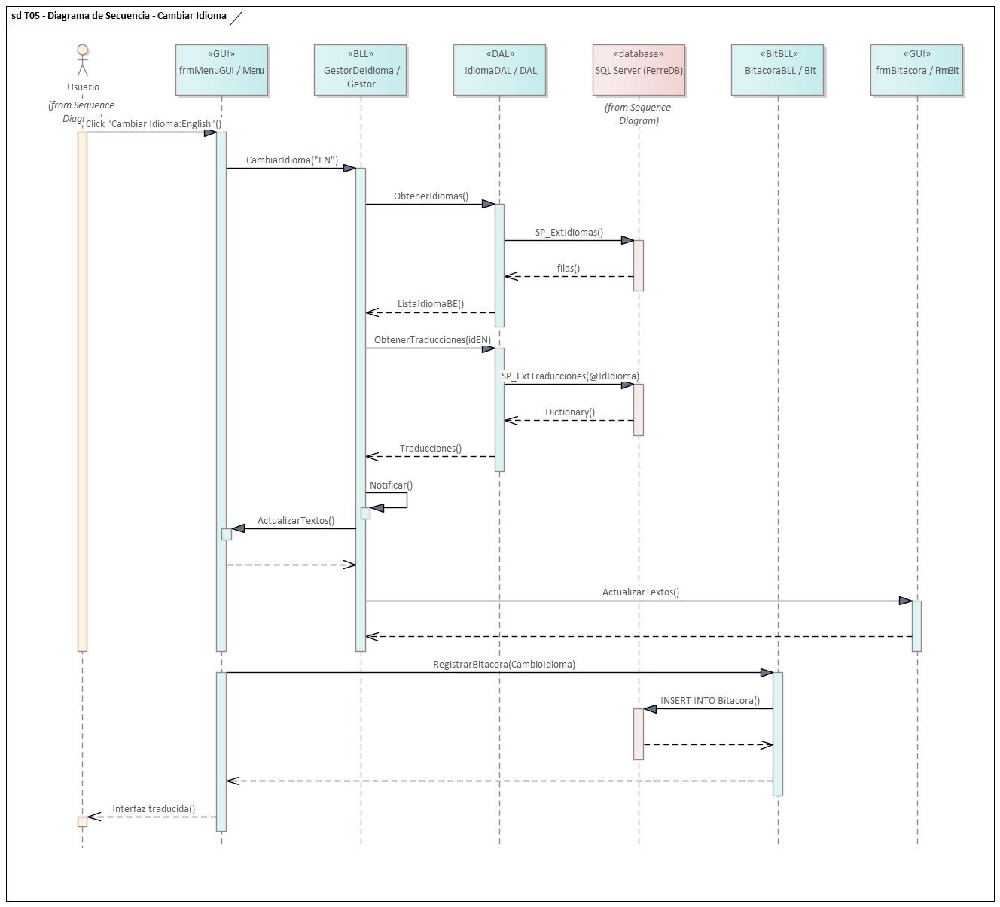 sd T05 - Diagrama de Secuencia - Cambiar Idioma
«GUI»
frmMenuGUI / Menu
«BLL»
GestorDeIdioma /
Gestor
«DAL»
IdiomaDAL / DAL
«database»
SQL Server (FerreDB)
«BitBLL»
BitacoraBLL / Bit
«GUI»
frmBitacora / FrmBit
Usuario
(from Sequence
Diagram)
(from Sequence
Diagram)
Click "Cambiar Idioma:English"()
CambiarIdioma("EN")
ObtenerIdiomas()
SP_ExtIdiomas()
filas()
ListaIdiomaBE()
ObtenerTraducciones(idEN)
SP_ExtTraducciones(@IdIdioma)
Dictionary()
Traducciones()
Notificar()
ActualizarTextos()
ActualizarTextos()
RegistrarBitacora(CambioIdioma)
INSERT INTO Bitacora()
Interfaz traducida()